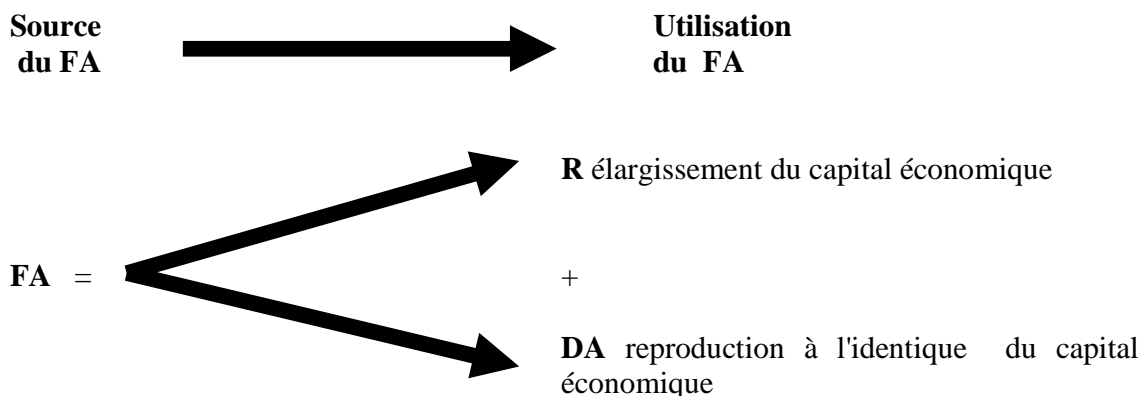 Source
du FA
Utilisation
du FA
R élargissement du capital économique
FA =
+
DA reproduction à l'identique du capital
économique